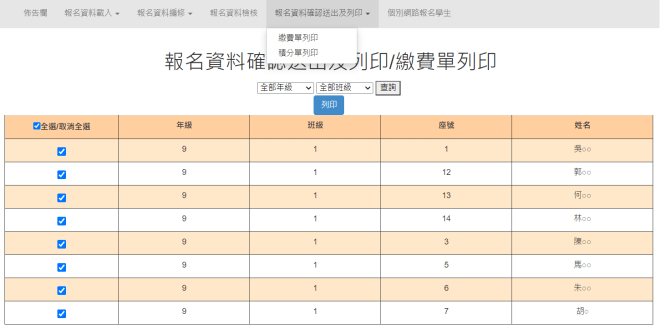 佈告欄 報名資料載入 報名資料維修 報名資料檢核 報名資料確認送出及列印 個別網路報名學生
繳費單列印
積分單列印
報名資料確認送出及列印/繳費單列印
全部年級 全部班級 查詢
列印
全選/取消全選 年級 班級 座號 姓名
9 1 1 吳○○
9 1 12 郭○○
9 1 13 何○○
9 1 14 林○○
9 1 3 陳○○
9 1 5 馬○○
9 1 6 朱○○
9 1 7 胡○